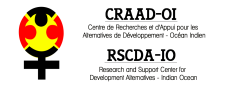 CRAAD-OI
Centre de Recherches et d'Appui pour les
Alternatives de Développement - Océan Indien
RSCDA-IO
Research and Support Center for
Development Alternatives - Indian Ocean